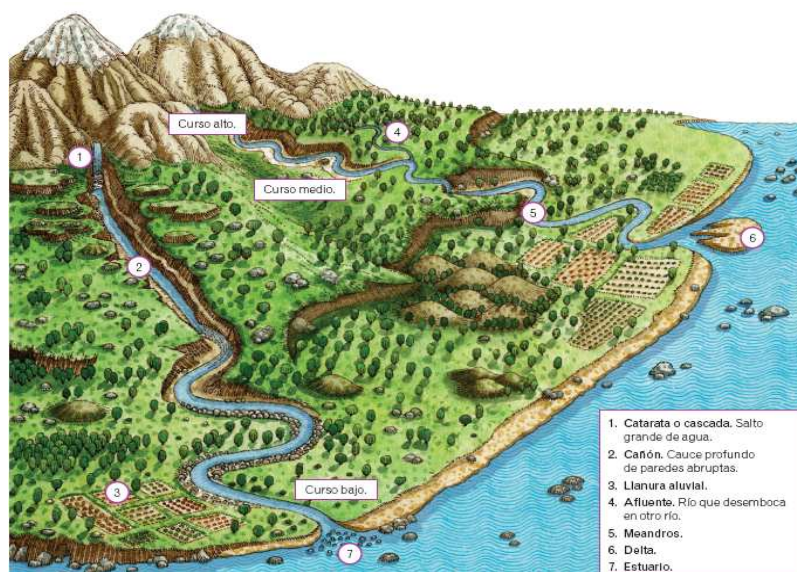 Curso alto.
4
1
Curso medio.
5
6
2
3
Curso bajo.
7
1. Catarata o cascada. Salto
grande de agua.
2. Cañón. Cauce profundo
de paredes abruptas.
3. Llanura aluvial.
4. Afluente. Río que desemboca
en otro río.
5. Meandros.
6. Delta.
7. Estuario.